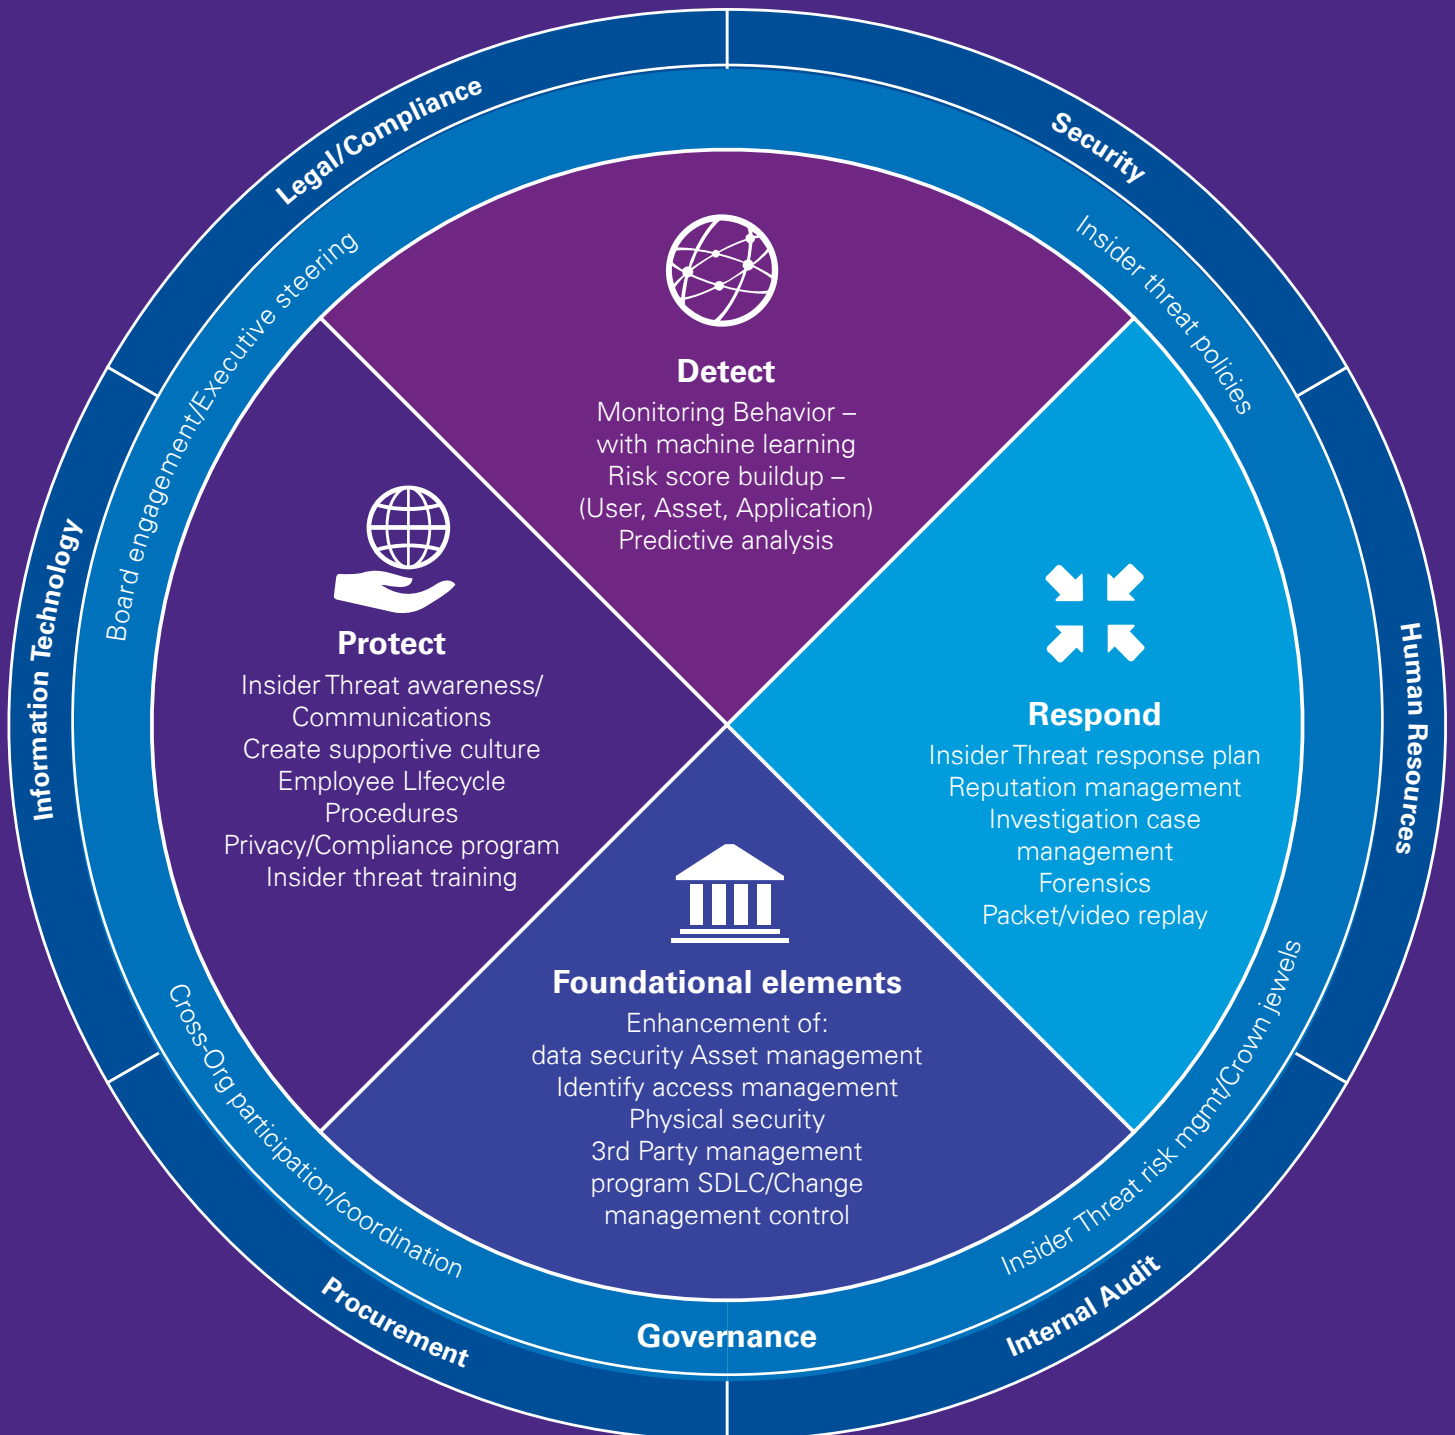 Legal/Compliance
Security
Human Resources
Internal Audit
Procurement
Information Technology
Board engagement/Executive steering
Insider threat policies
Insider Threat risk mgmt/Crown jewels
Cross-Org participation/coordination
Governance
Detect
Monitoring Behavior –
with machine learning
Risk score buildup –
(User, Asset, Application)
Predictive analysis
Protect
Insider Threat awareness/
Communications
Create supportive culture
Employee LIfecycle
Procedures
Privacy/Compliance program
Insider threat training
Respond
Insider Threat response plan
Reputation management
Investigation case
management
Forensics
Packet/video replay
Foundational elements
Enhancement of:
data security Asset management
Identify access management
Physical security
3rd Party management
program SDLC/Change
management control